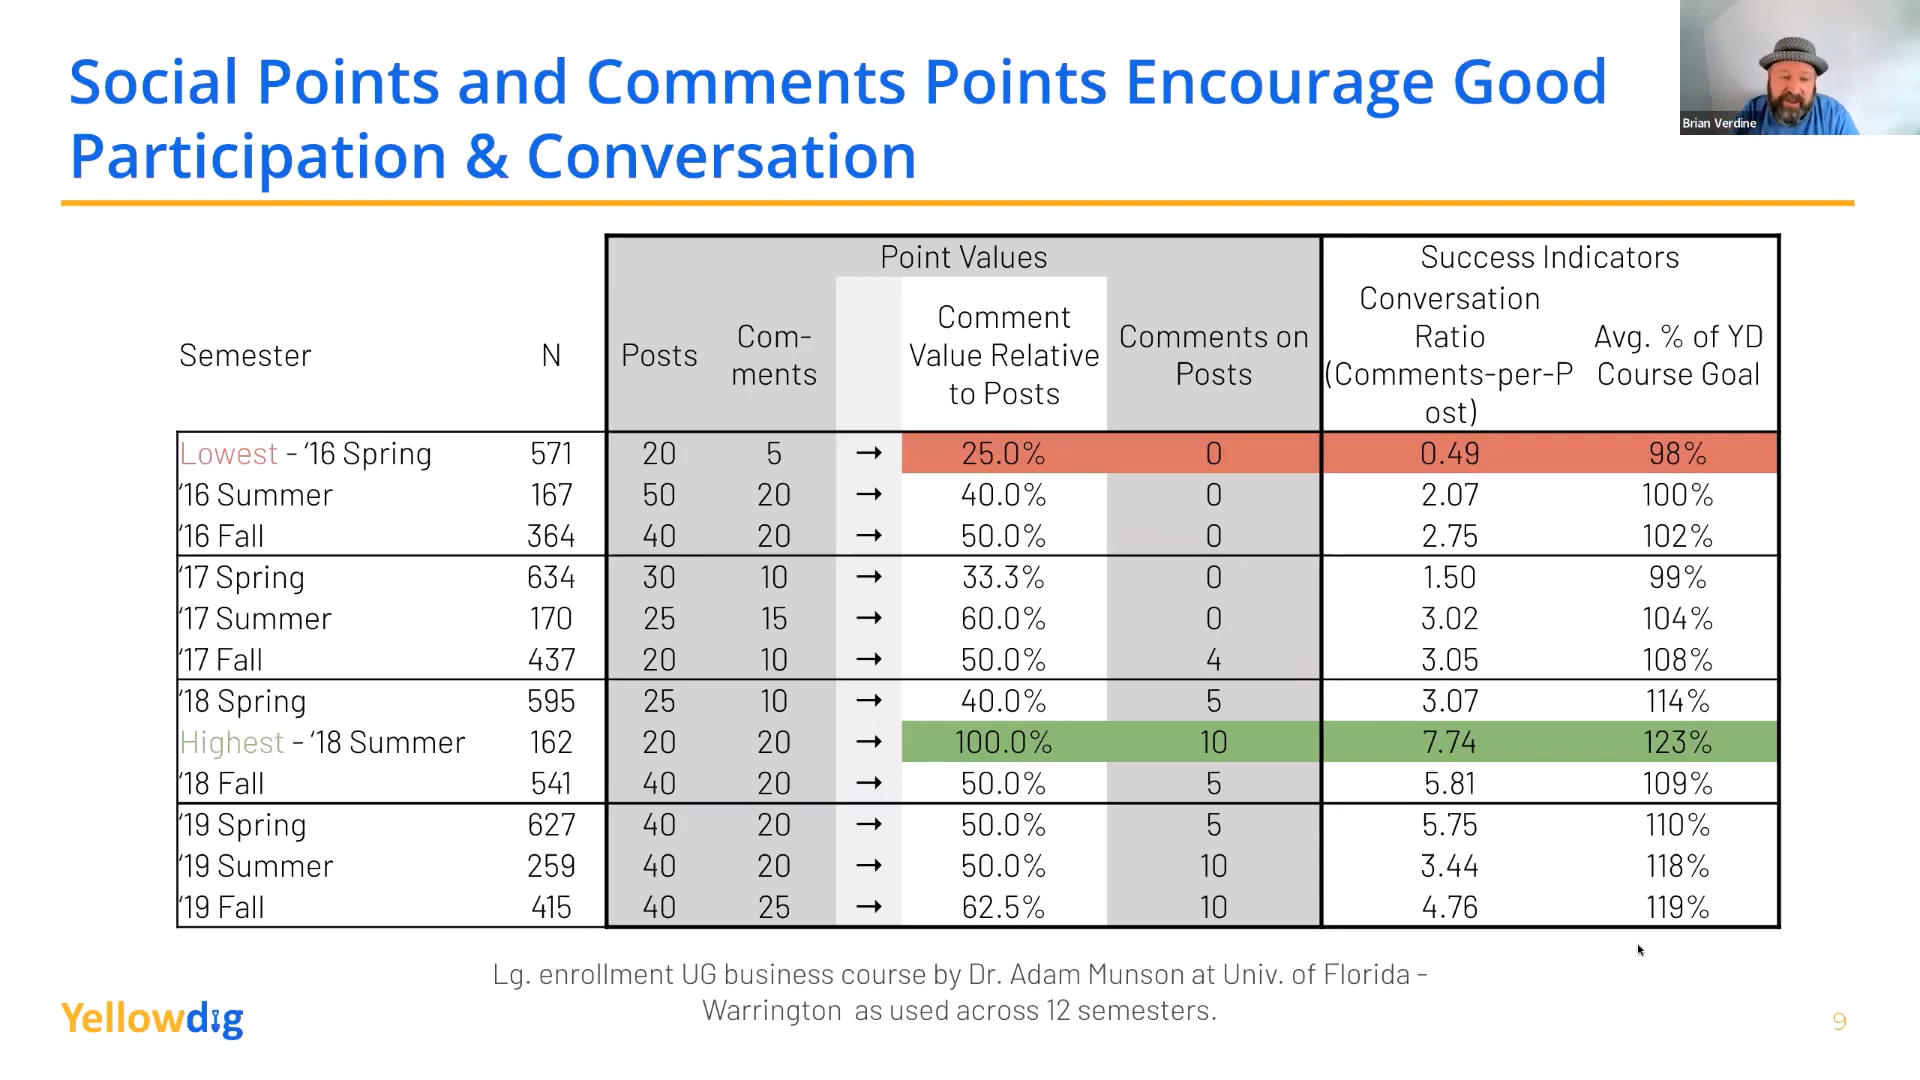 Social Points and Comments Points Encourage Good
Participation & Conversation
Brian Verdine
Point Values
Success Indicators
Semester
N
Posts
Com-
ments
Comment
Value Relative
to Posts
Comments on
Posts
Conversation
Ratio
(Comments-per-P
ost)
Avg. % of YD
Course Goal
Lowest - ‘16 Spring 571 20 5 → 25.0% 0 0.49 98%
‘16 Summer 167 50 20 → 40.0% 0 2.07 100%
‘16 Fall 364 40 20 → 50.0% 0 2.75 102%
‘17 Spring 634 30 10 → 33.3% 0 1.50 99%
‘17 Summer 170 25 15 → 60.0% 0 3.02 104%
‘17 Fall 437 20 10 → 50.0% 4 3.05 108%
‘18 Spring 595 25 10 → 40.0% 5 3.07 114%
Highest - ‘18 Summer 162 20 20 → 100.0% 10 7.74 123%
‘18 Fall 541 40 20 → 50.0% 5 5.81 109%
‘19 Spring 627 40 20 → 50.0% 5 5.75 110%
‘19 Summer 259 40 20 → 50.0% 10 3.44 118%
‘19 Fall 415 40 25 → 62.5% 10 4.76 119%
Lg. enrollment UG business course by Dr. Adam Munson at Univ. of Florida -
Warrington as used across 12 semesters.
Yellowdig
9